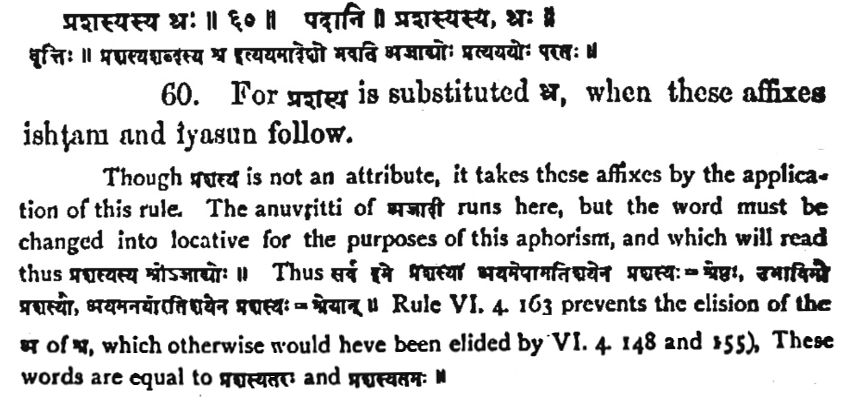 प्रशस्यस्य श्रः ॥ ६० ॥ पदानि ॥ प्रशस्यस्य, श्रः ॥
वृत्तिः ॥ प्रशस्यशब्दस्य श्र इत्ययमादेशो भवति अजाद्योः प्रत्यययोः परतः ॥
60. For प्रशस्य is substituted श्र, when these affixes
ishṭam and îyasun follow.
Though प्रशस्य is not an attribute, it takes these affixes by the applica-
tion of this rule. The anuvṛitti of अजादी runs here, but the word must be
changed into locative for the purposes of this aphorism, and which will read
thus प्रशस्यस्य श्रोऽजाद्योः ॥ Thus सर्व इमे प्रशस्याः अयमेषामतिशयेन प्रशस्यः = श्रेष्ठः, उभाविमौ
प्रशस्यौ, अयमनयोरतिशयेन प्रशस्यः = श्रेयान् ॥ Rule VI. 4. 163 prevents the elision of the
अ of श्र, which otherwise would heve been elided by VI. 4. 148 and 155), These
words are equal to प्रशस्यतरः and प्रशस्यतमः ॥